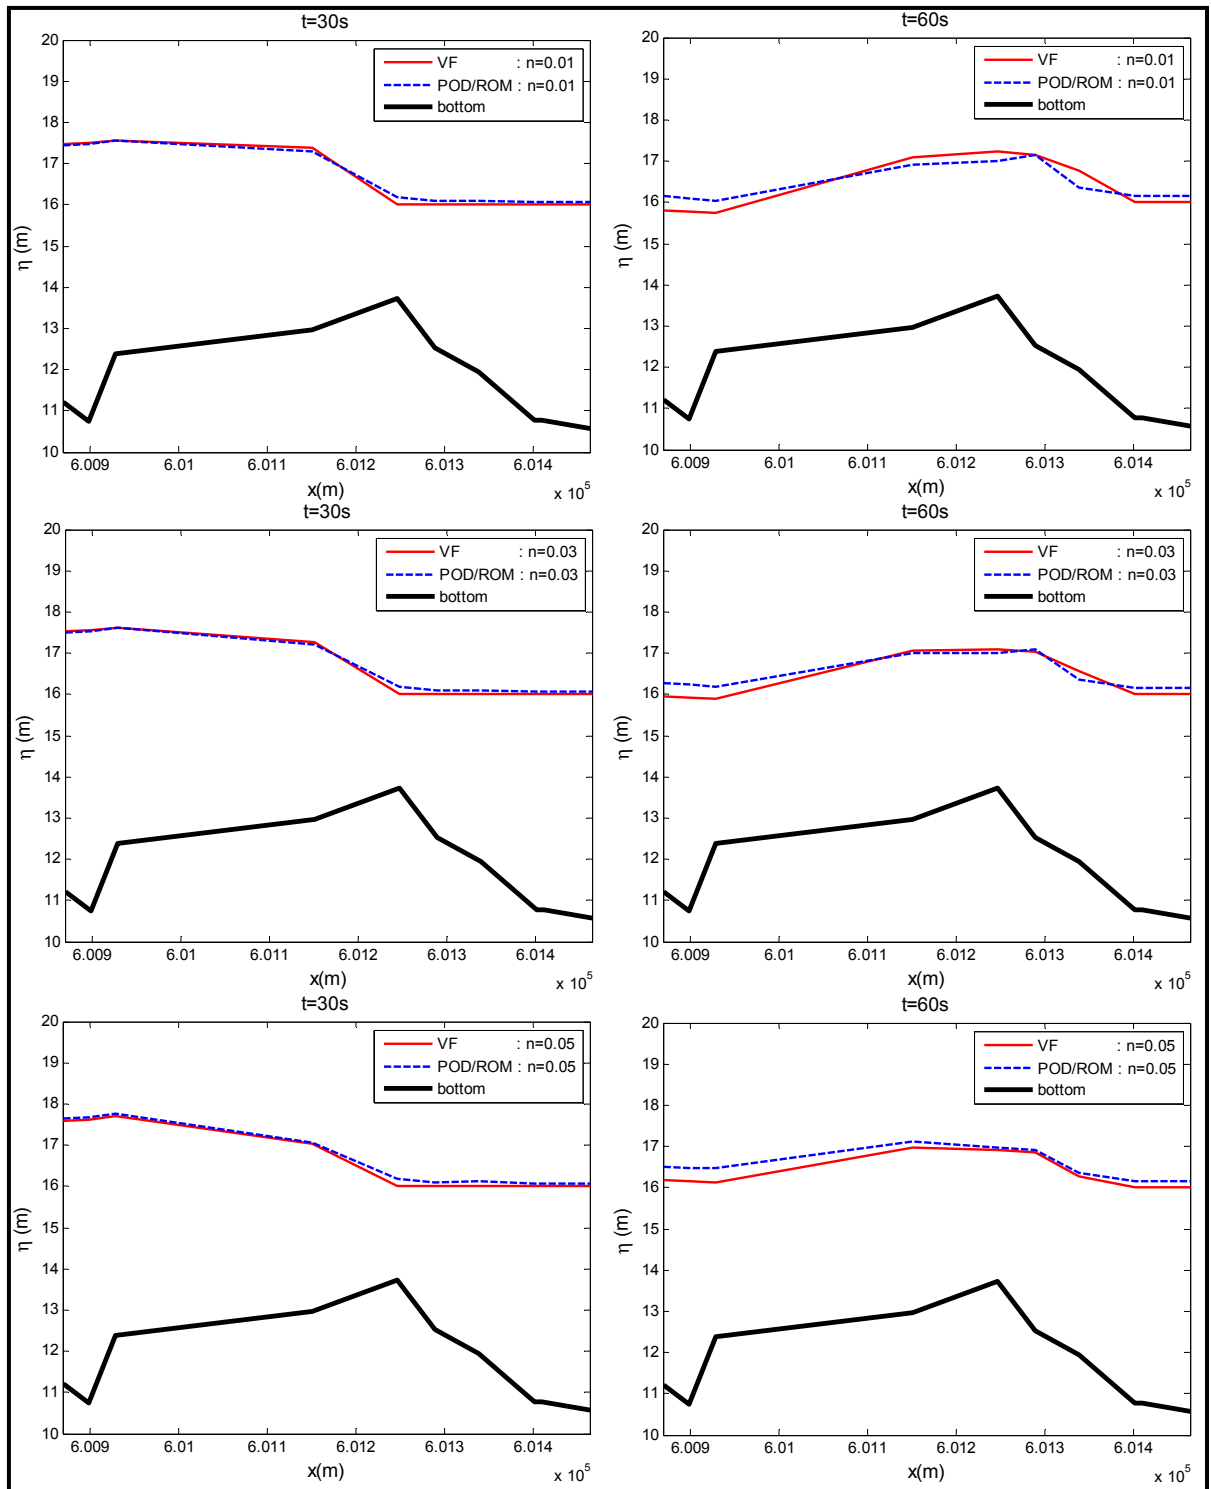 t=30s
20
19
18
17
16
15
14
13
12
11
10
η (m)
VF : n=0.01
POD/ROM : n=0.01
bottom
6.009 6.01 6.011 6.012 6.013 6.014
x(m)
x 10^5
t=60s
20
19
18
17
16
15
14
13
12
11
10
η (m)
VF : n=0.01
POD/ROM : n=0.01
bottom
6.009 6.01 6.011 6.012 6.013 6.014
x(m)
x 10^5
t=30s
20
19
18
17
16
15
14
13
12
11
10
η (m)
VF : n=0.03
POD/ROM : n=0.03
bottom
6.009 6.01 6.011 6.012 6.013 6.014
x(m)
x 10^5
t=60s
20
19
18
17
16
15
14
13
12
11
10
η (m)
VF : n=0.03
POD/ROM : n=0.03
bottom
6.009 6.01 6.011 6.012 6.013 6.014
x(m)
x 10^5
t=30s
20
19
18
17
16
15
14
13
12
11
10
η (m)
VF : n=0.05
POD/ROM : n=0.05
bottom
6.009 6.01 6.011 6.012 6.013 6.014
x(m)
x 10^5
t=60s
20
19
18
17
16
15
14
13
12
11
10
η (m)
VF : n=0.05
POD/ROM : n=0.05
bottom
6.009 6.01 6.011 6.012 6.013 6.014
x(m)
x 10^5